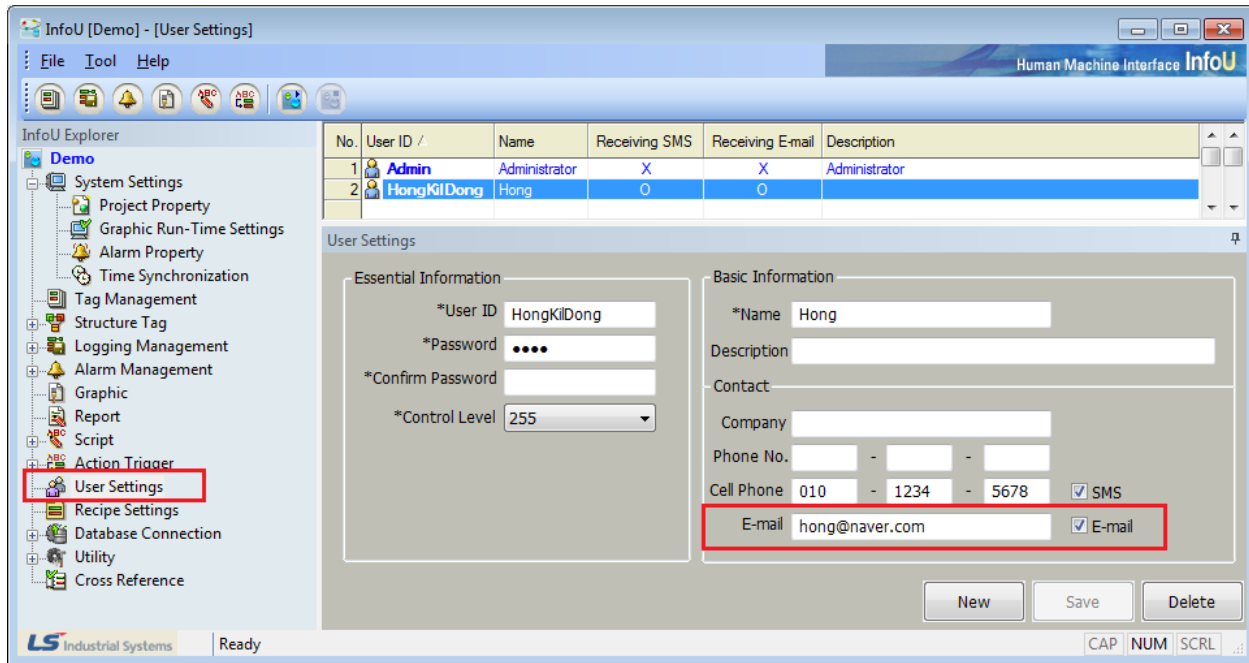 InfoU [Demo] - [User Settings]
File Tool Help
Human Machine Interface InfoU
InfoU Explorer
Demo
System Settings
Project Property
Graphic Run-Time Settings
Alarm Property
Time Synchronization
Tag Management
Structure Tag
Logging Management
Alarm Management
Graphic
Report
Script
Action Trigger
User Settings
Recipe Settings
Database Connection
Utility
Cross Reference
No. User ID Name Receiving SMS Receiving E-mail Description
1 Admin Administrator X X Administrator
2 HongKilDong Hong O O
User Settings
Essential Information
*User ID HongKilDong
*Password ••••
*Confirm Password
*Control Level 255
Basic Information
*Name Hong
Description
Contact
Company
Phone No. - -
Cell Phone 010 - 1234 - 5678 SMS
E-mail hong@naver.com E-mail
New Save Delete
LS Industrial Systems Ready CAP NUM SCRL